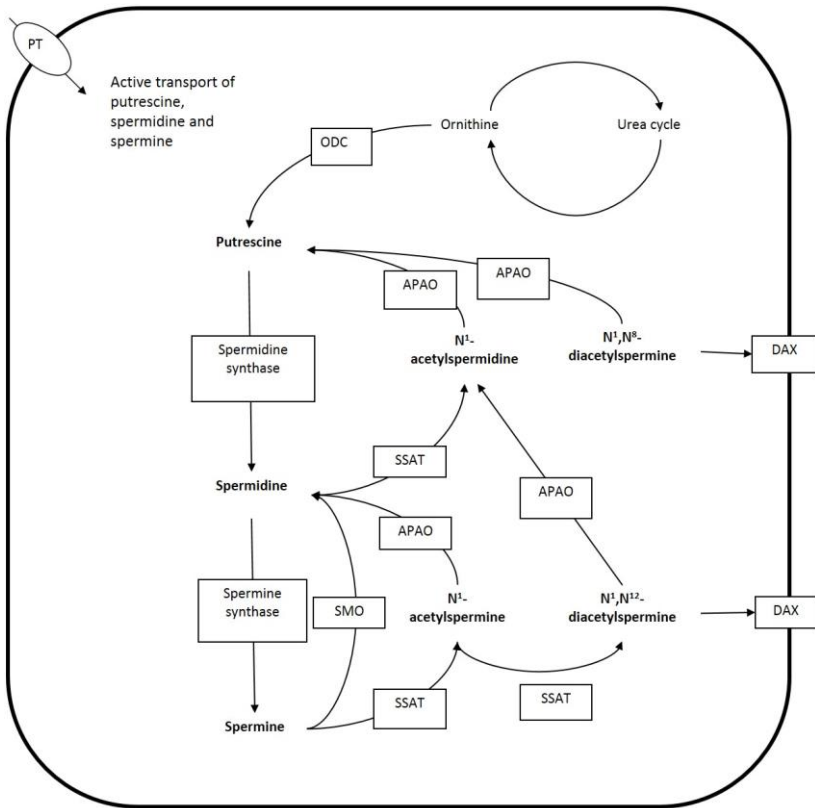 PT
Active transport of
putrescine,
spermidine and
spermine
Ornithine
Urea cycle
ODC
Putrescine
APAO
APAO
N¹-
acetylspermidine
N¹,N⁸-
diacetylspermine
DAX
Spermidine
synthase
SSAT
Spermidine
APAO
APAO
Spermine
synthase
SMO
N¹-
acetylspermine
N¹,N¹²-
diacetylspermine
DAX
SSAT
SSAT
Spermine